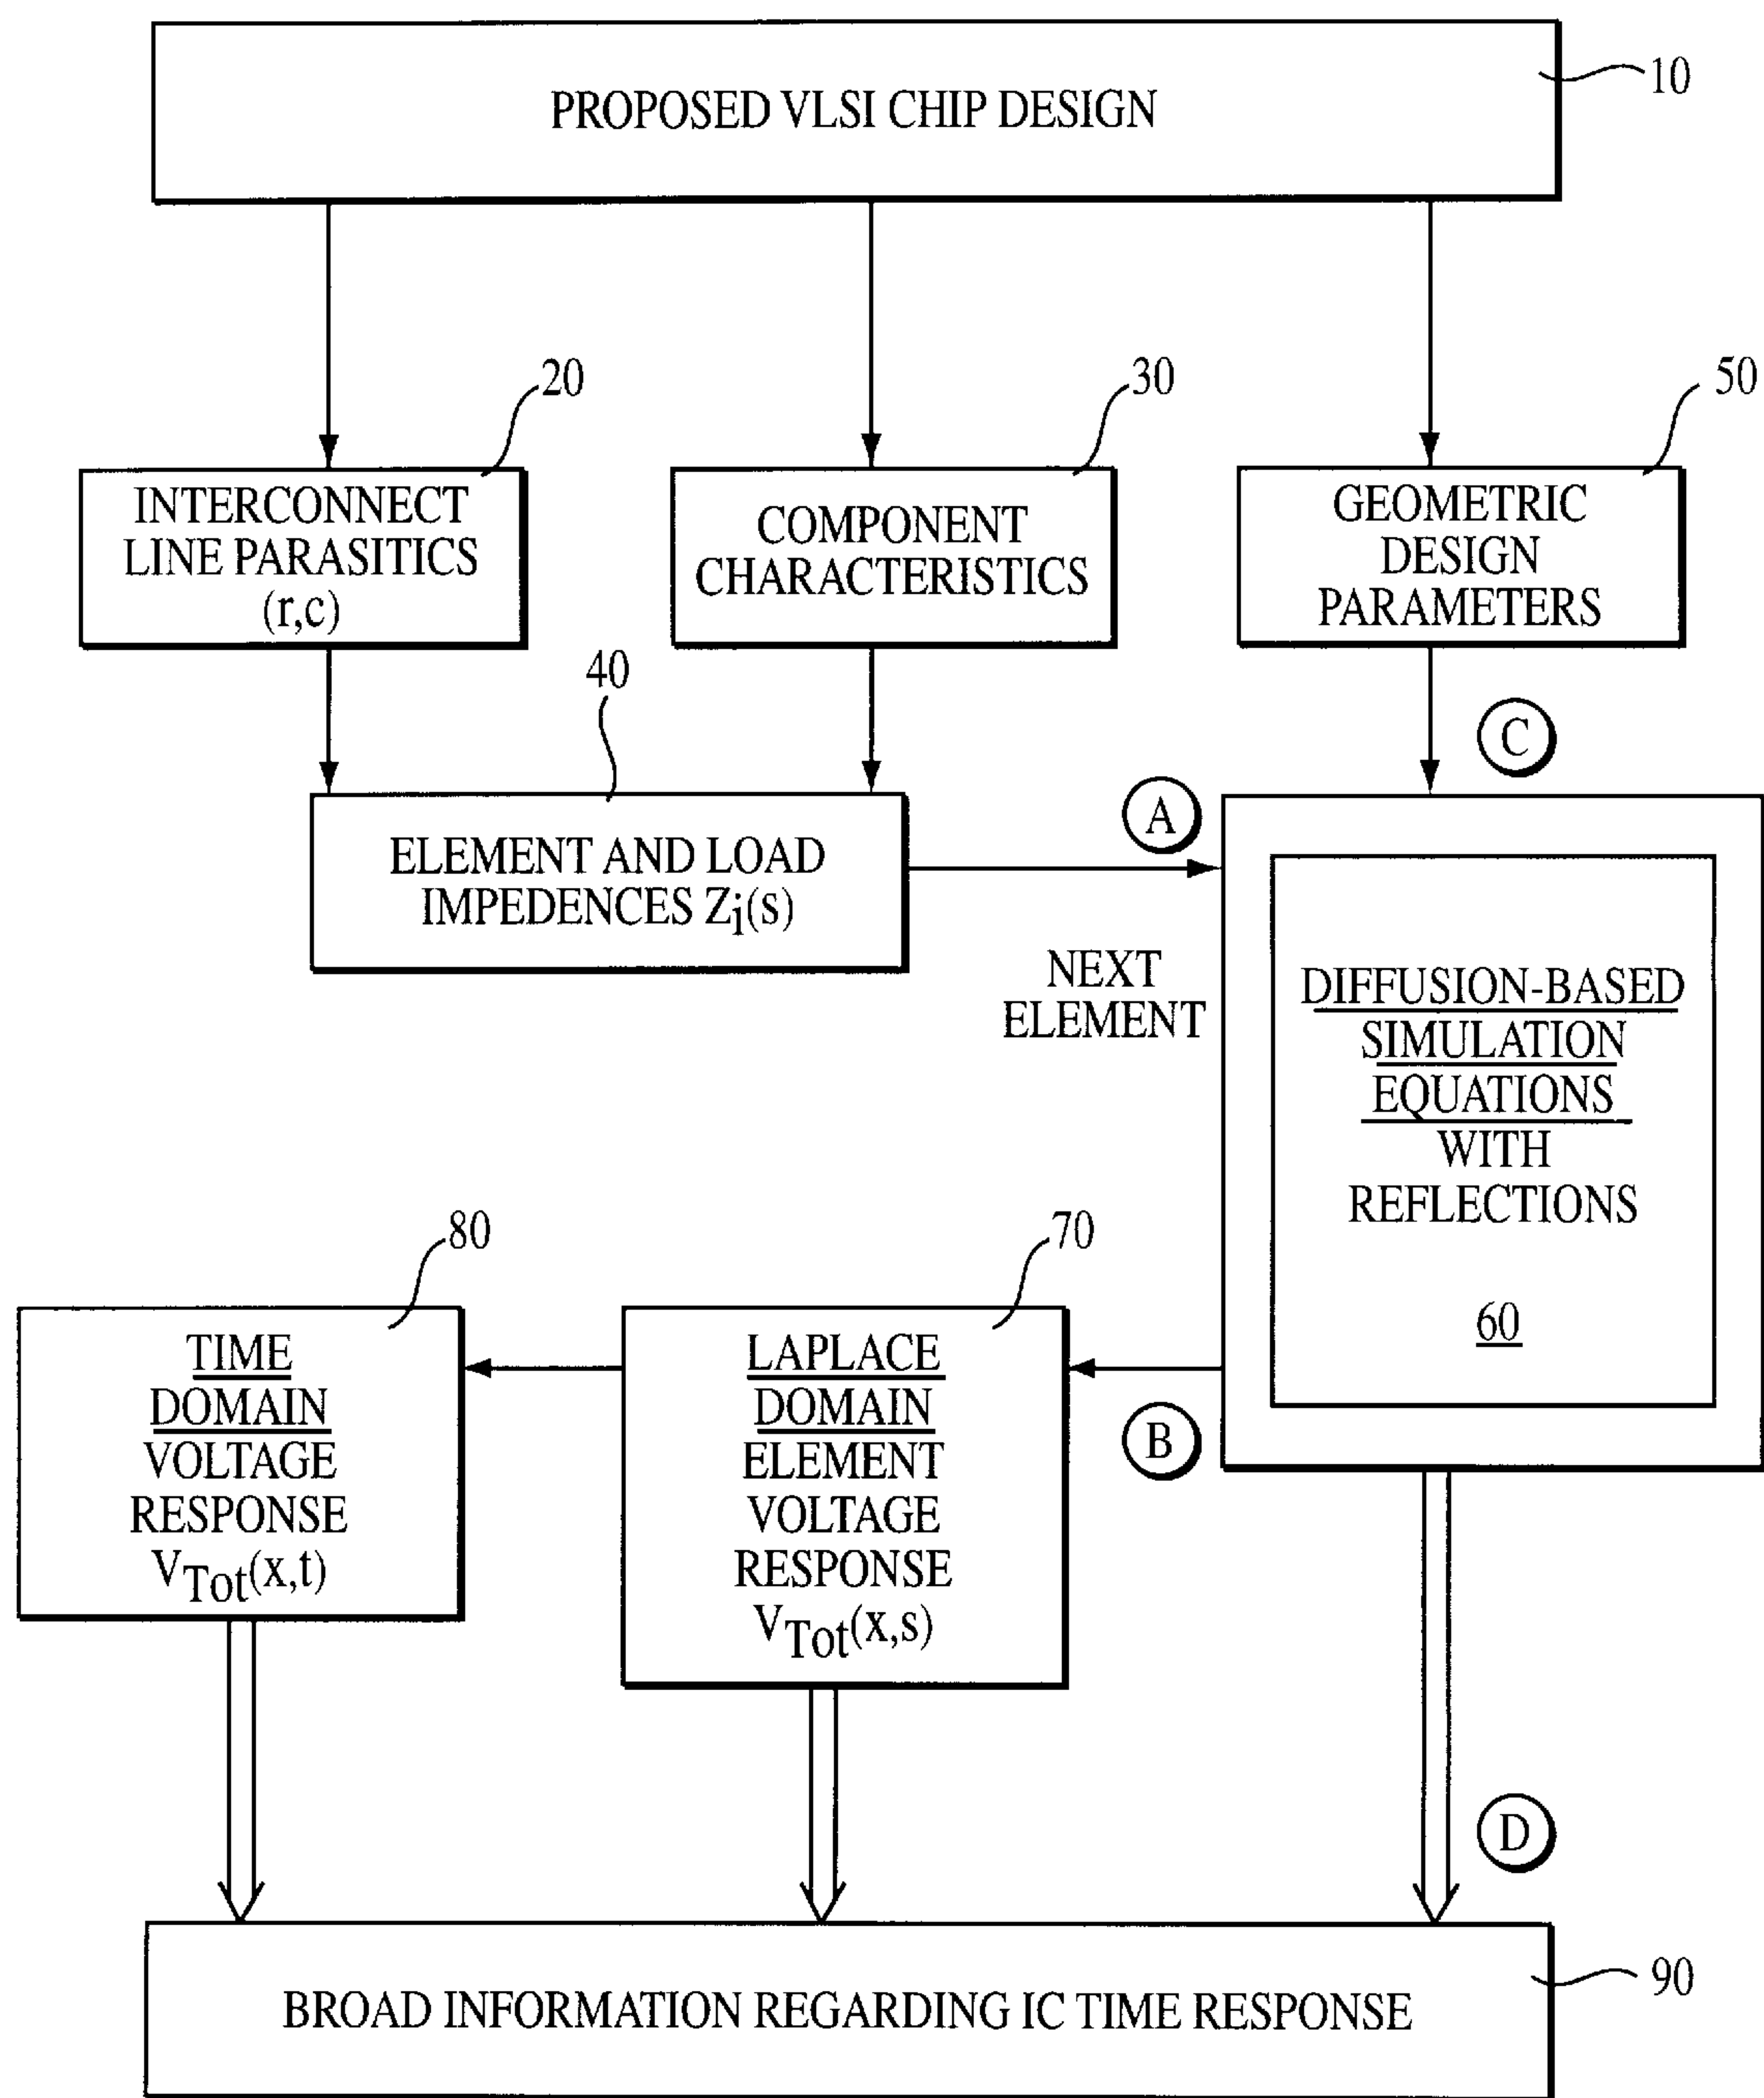 PROPOSED VLSI CHIP DESIGN
10
20
30
50
INTERCONNECT
LINE PARASITICS
(r,c)
COMPONENT
CHARACTERISTICS
GEOMETRIC
DESIGN
PARAMETERS
40
C
A
ELEMENT AND LOAD
IMPEDENCES Zi(s)
NEXT
ELEMENT
DIFFUSION-BASED
SIMULATION
EQUATIONS
WITH
REFLECTIONS
60
80
70
TIME
DOMAIN
VOLTAGE
RESPONSE
VTot(x,t)
LAPLACE
DOMAIN
ELEMENT
VOLTAGE
RESPONSE
VTot(x,s)
B
D
BROAD INFORMATION REGARDING IC TIME RESPONSE
90